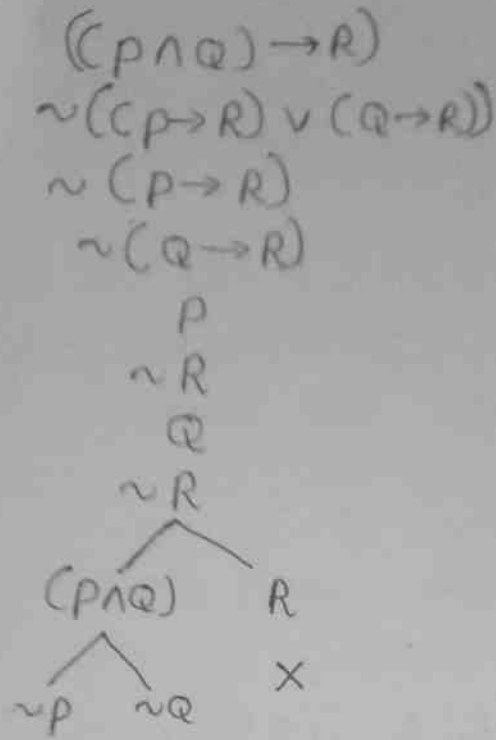 ((P∧Q)→R)
~((P→R) ∨ (Q→R))
~(P→R)
~(Q→R)
P
~R
Q
~R
(P∧Q) R
~P ~Q X